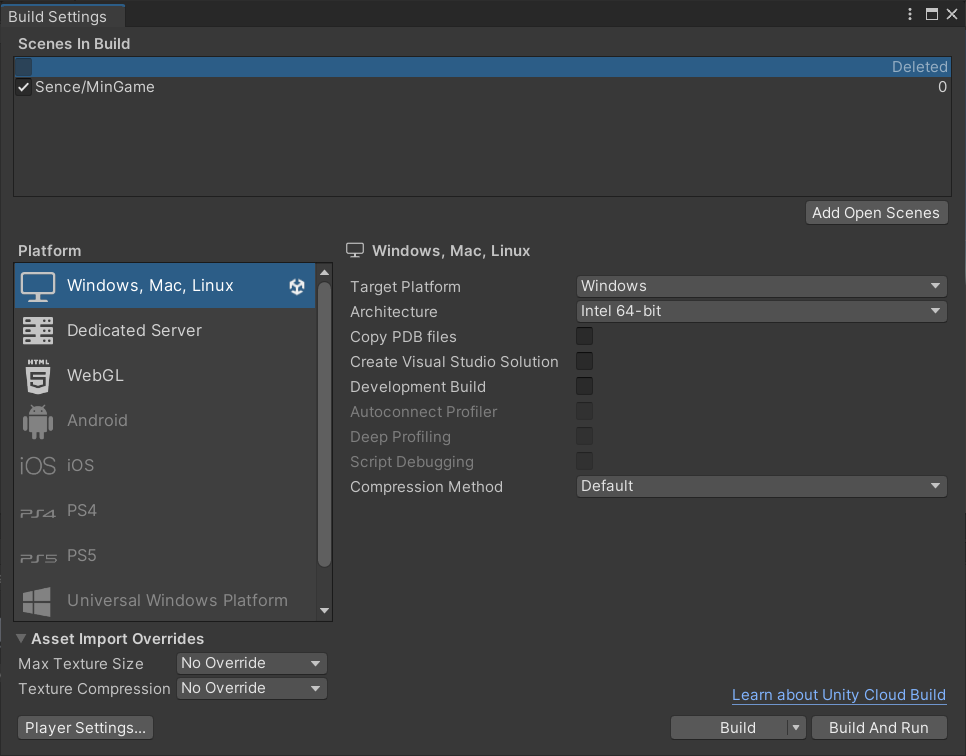 Build Settings
Scenes In Build
Deleted
Sence/MinGame 0
Add Open Scenes
Platform
Windows, Mac, Linux
Dedicated Server
HTML 5 WebGL
Android
iOS iOS
PS4 PS4
PS5 PS5
Universal Windows Platform
Windows, Mac, Linux
Target Platform Windows
Architecture Intel 64-bit
Copy PDB files
Create Visual Studio Solution
Development Build
Autoconnect Profiler
Deep Profiling
Script Debugging
Compression Method Default
Asset Import Overrides
Max Texture Size No Override
Texture Compression No Override
Learn about Unity Cloud Build
Player Settings... Build Build And Run